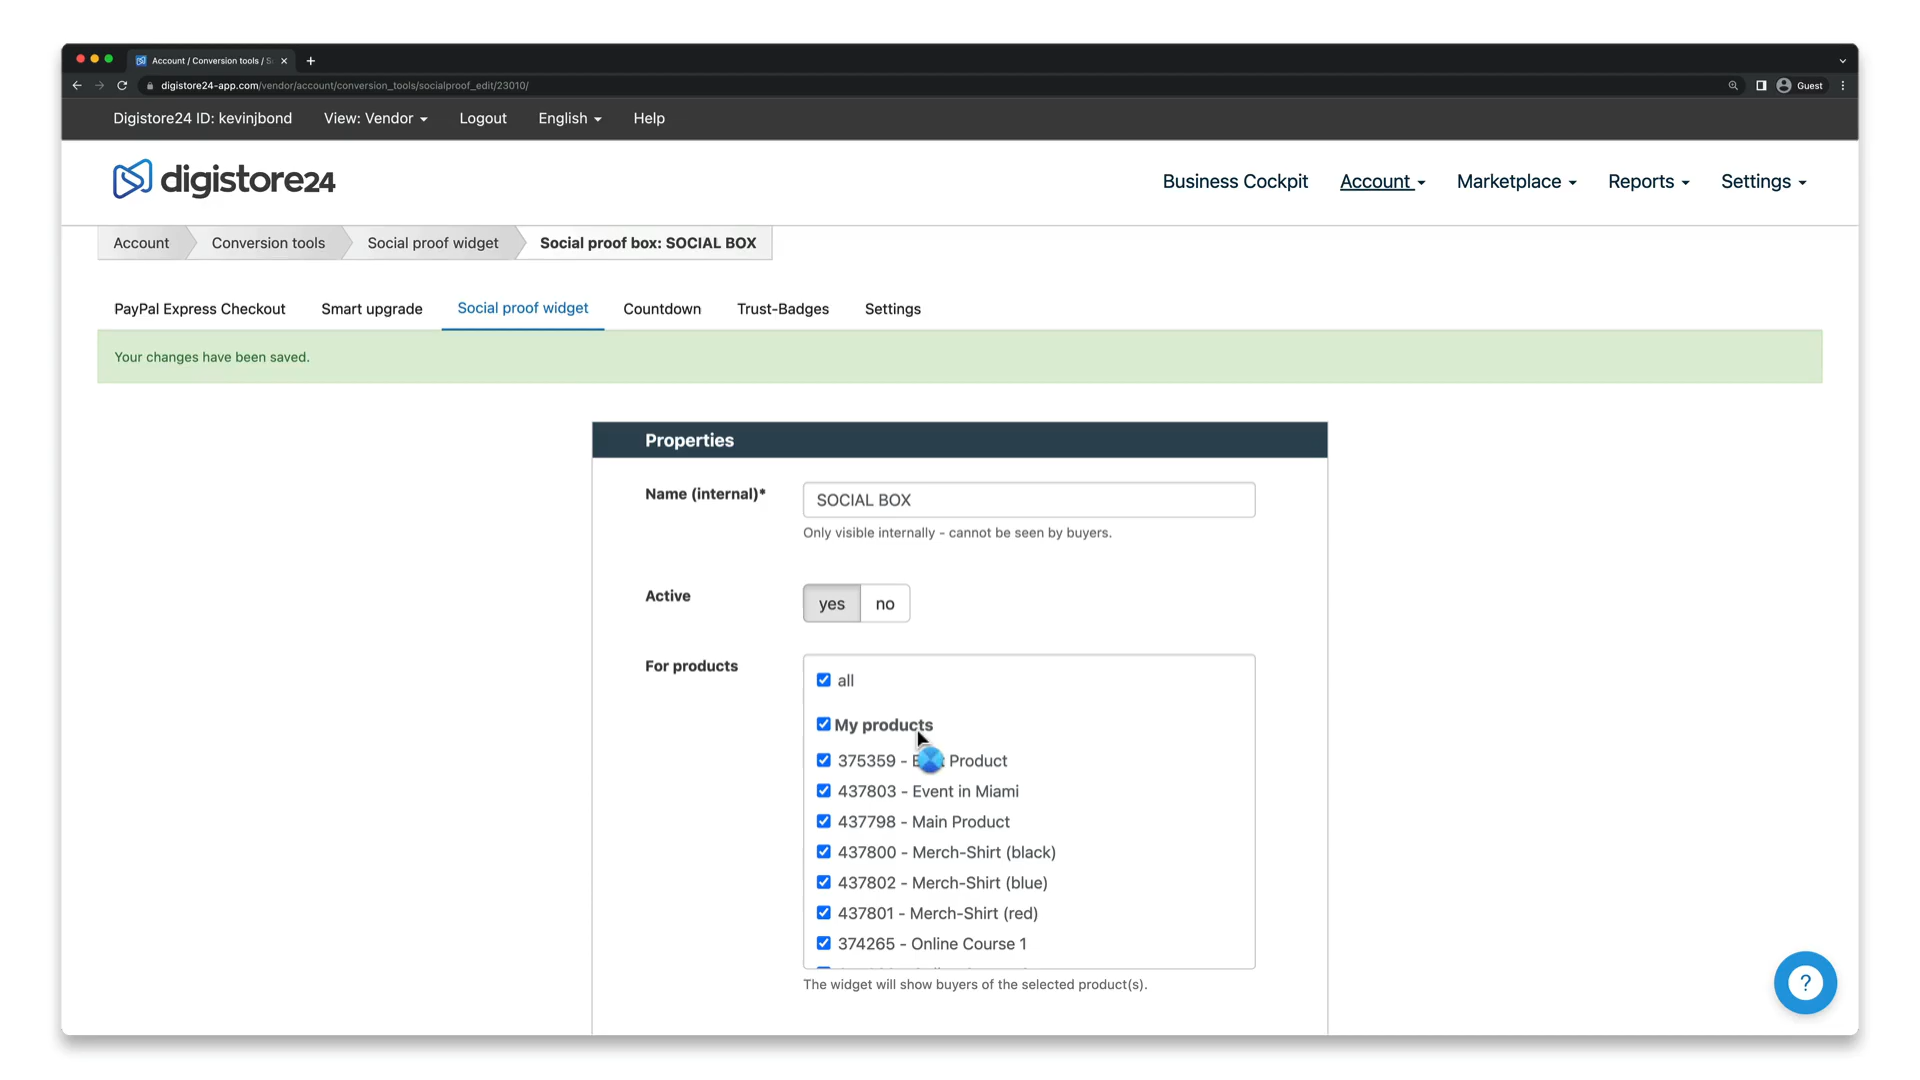 Account / Conversion tools / S
digistore24-app.com/vendor/account/conversion_tools/socialproof_edit/23010/
Guest
Digistore24 ID: kevinjbond
View: Vendor
Logout
English
Help
digistore24
Business Cockpit
Account
Marketplace
Reports
Settings
Account
Conversion tools
Social proof widget
Social proof box: SOCIAL BOX
PayPal Express Checkout
Smart upgrade
Social proof widget
Countdown
Trust-Badges
Settings
Your changes have been saved.
Properties
Name (internal)*
SOCIAL BOX
Only visible internally - cannot be seen by buyers.
Active
yes
no
For products
all
My products
375359 - Product
437803 - Event in Miami
437798 - Main Product
437800 - Merch-Shirt (black)
437802 - Merch-Shirt (blue)
437801 - Merch-Shirt (red)
374265 - Online Course 1
The widget will show buyers of the selected product(s).
?